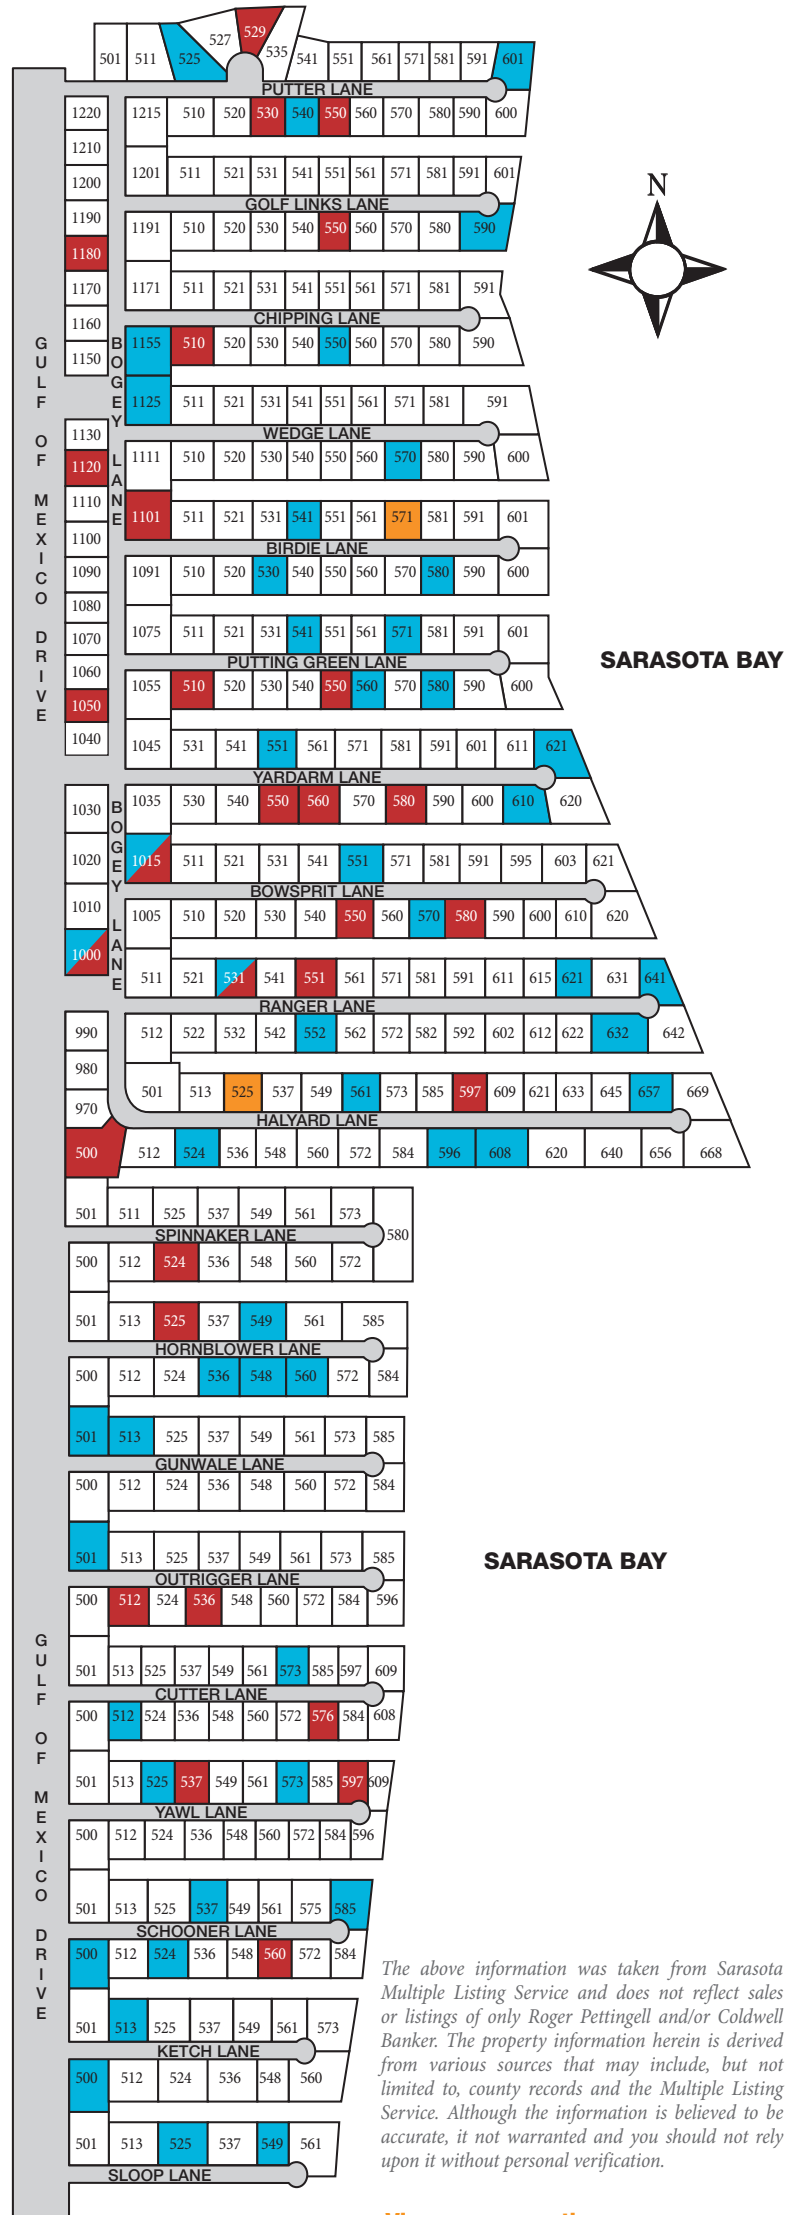 501 511 525 527 529 535 541 551 561 571 581 591 601
PUTTER LANE
1220 1215 510 520 530 540 550 560 570 580 590 600
1210
1200 1201 511 521 531 541 551 561 571 581 591 601
GOLF LINKS LANE
1190 1191 510 520 530 540 550 560 570 580 590
N
1180
1170 1171 511 521 531 541 551 561 571 581 591
CHIPPING LANE
1160
1150 1155 510 520 530 540 550 560 570 580 590
GULF OF MEXICO DRIVE
BOGEY LANE
1125 511 521 531 541 551 561 571 581 591
WEDGE LANE
1130
1120 1111 510 520 530 540 550 560 570 580 590 600
1110 1101 511 521 531 541 551 561 571 581 591 601
1100
BIRDIE LANE
1090 1091 510 520 530 540 550 560 570 580 590 600
1080
1070 1075 511 521 531 541 551 561 571 581 591 601
PUTTING GREEN LANE
SARASOTA BAY
1060
1050 1055 510 520 530 540 550 560 570 580 590 600
1040 1045 531 541 551 561 571 581 591 601 611 621
YARDARM LANE
1030 1035 530 540 550 560 570 580 590 600 610 620
BOGEY LANE
1020 1015 511 521 531 541 551 571 581 591 595 603 621
BOWSPRIT LANE
1010 1005 510 520 530 540 550 560 570 580 590 600 610 620
1000
511 521 531 541 551 561 571 581 591 611 615 621 631 641
RANGER LANE
990 512 522 532 542 552 562 572 582 592 602 612 622 632 642
980
970 501 513 525 537 549 561 573 585 597 609 621 633 645 657 669
HALYARD LANE
500 512 524 536 548 560 572 584 596 608 620 640 656 668
501 511 525 537 549 561 573 580
SPINNAKER LANE
500 512 524 536 548 560 572
501 513 525 537 549 561 585
HORNBLOWER LANE
500 512 524 536 548 560 572 584
501 513 525 537 549 561 573 585
GUNWALE LANE
500 512 524 536 548 560 572 584
501 513 525 537 549 561 573 585
SARASOTA BAY
OUTRIGGER LANE
500 512 524 536 548 560 572 584 596
GULF OF MEXICO DRIVE
501 513 525 537 549 561 573 585 597 609
CUTTER LANE
500 512 524 536 548 560 572 576 584 608
501 513 525 537 549 561 573 585 597 609
YAWL LANE
500 512 524 536 548 560 572 584 596
501 513 525 537 549 561 575 585
SCHOONER LANE
500 512 524 536 548 560 572 584
501 513 525 537 549 561 573
KETCH LANE
500 512 524 536 548 560
501 513 525 537 549 561
SLOOP LANE
The above information was taken from Sarasota
Multiple Listing Service and does not reflect sales
or listings of only Roger Pettingell and/or Coldwell
Banker. The property information herein is derived
from various sources that may include, but not
limited to, county records and the Multiple Listing
Service. Although the information is believed to be
accurate, it not warranted and you should not rely
upon it without personal verification.